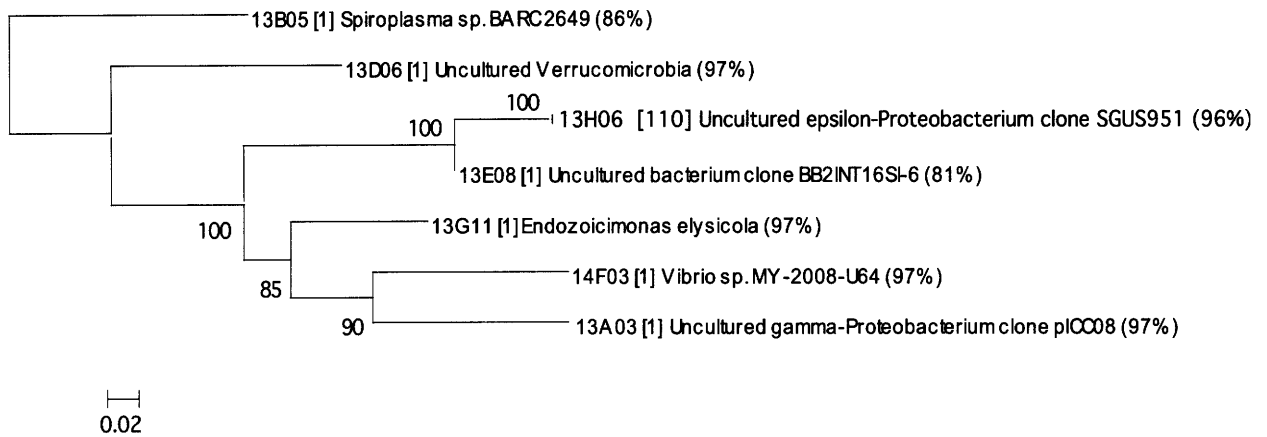 13B05 [1] Spiroplasma sp. BARC2649 (86%)
13D06 [1] Uncultured Verrucomicrobia (97%)
100
13H06 [110] Uncultured epsilon-Proteobacterium clone SGUS951 (96%)
100
13E08 [1] Uncultured bacterium clone BB2INT16SI-6 (81%)
13G11 [1] Endozoicimonas elysicola (97%)
100
14F03 [1] Vibrio sp. MY-2008-U64 (97%)
85
13A03 [1] Uncultured gamma-Proteobacterium clone pICC08 (97%)
90
0.02